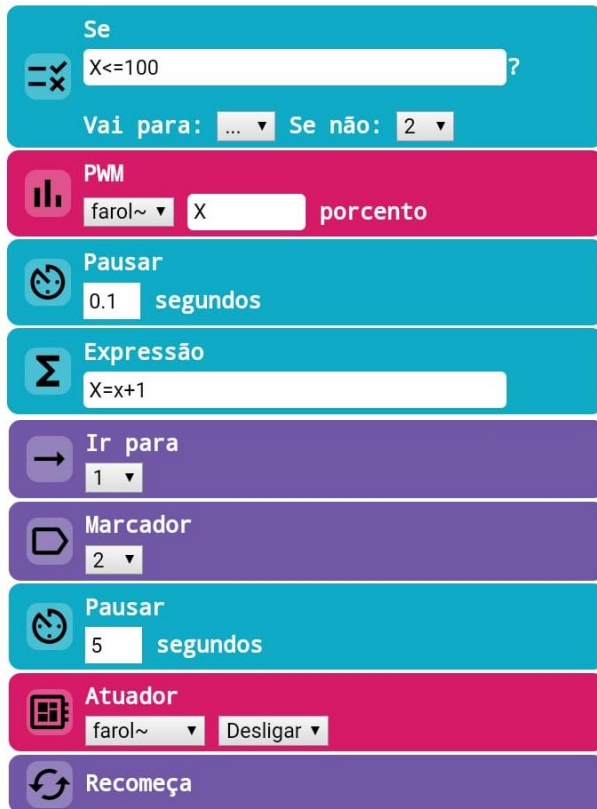 Se
X<=100 ?
Vai para: ... Se não: 2
PWM
farol~ X porcento
Pausar
0.1 segundos
Expressão
X=x+1
Ir para
1
Marcador
2
Pausar
5 segundos
Atuador
farol~ Desligar
Recomeça